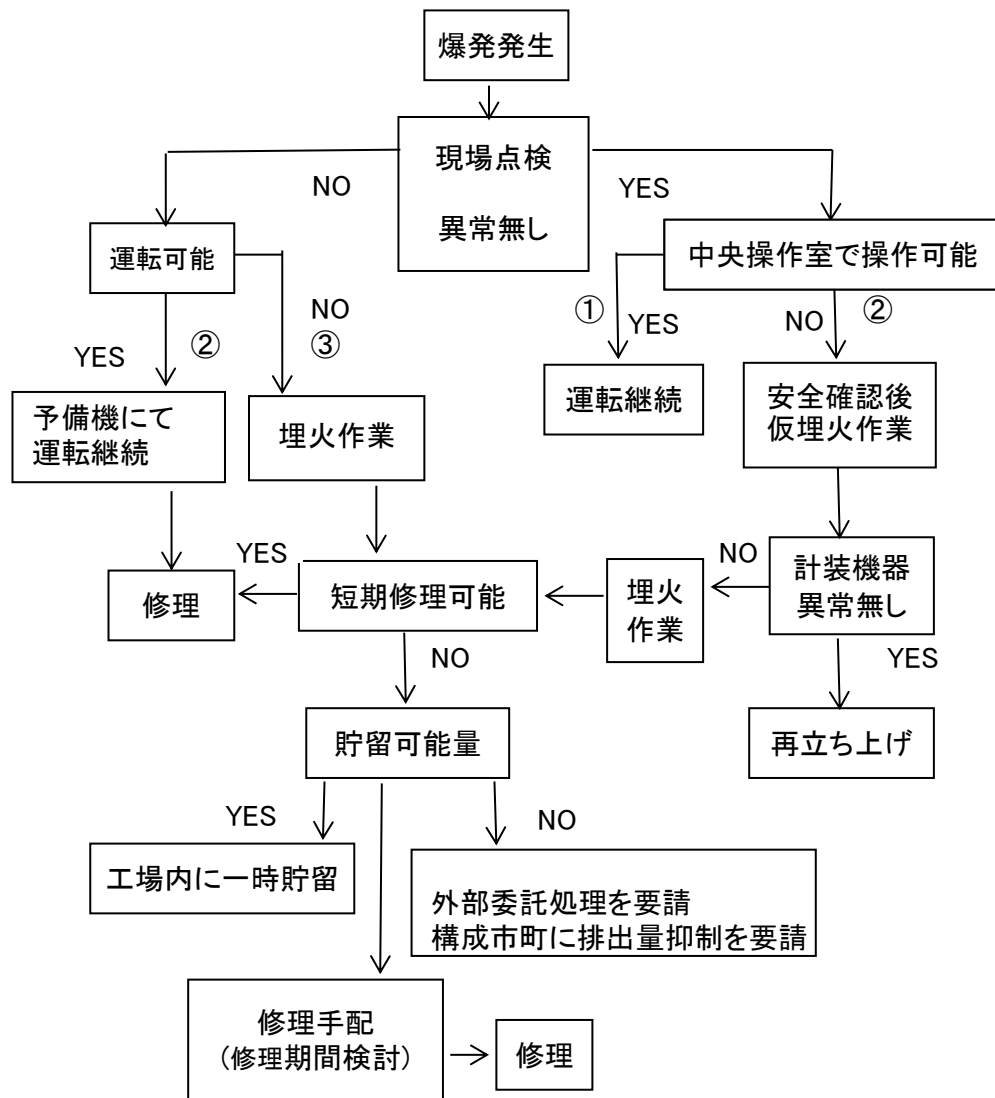 爆発発生
現場点検
異常無し
NO
YES
運転可能
中央操作室で操作可能
NO
③
①
YES
NO
②
YES
②
予備機にて
運転継続
埋火作業
運転継続
安全確認後
仮埋火作業
YES
NO
修理
短期修理可能
埋火
作業
計装機器
異常無し
NO
YES
貯留可能量
再立ち上げ
YES
NO
工場内に一時貯留
外部委託処理を要請
構成市町に排出量抑制を要請
修理手配
(修理期間検討)
修理